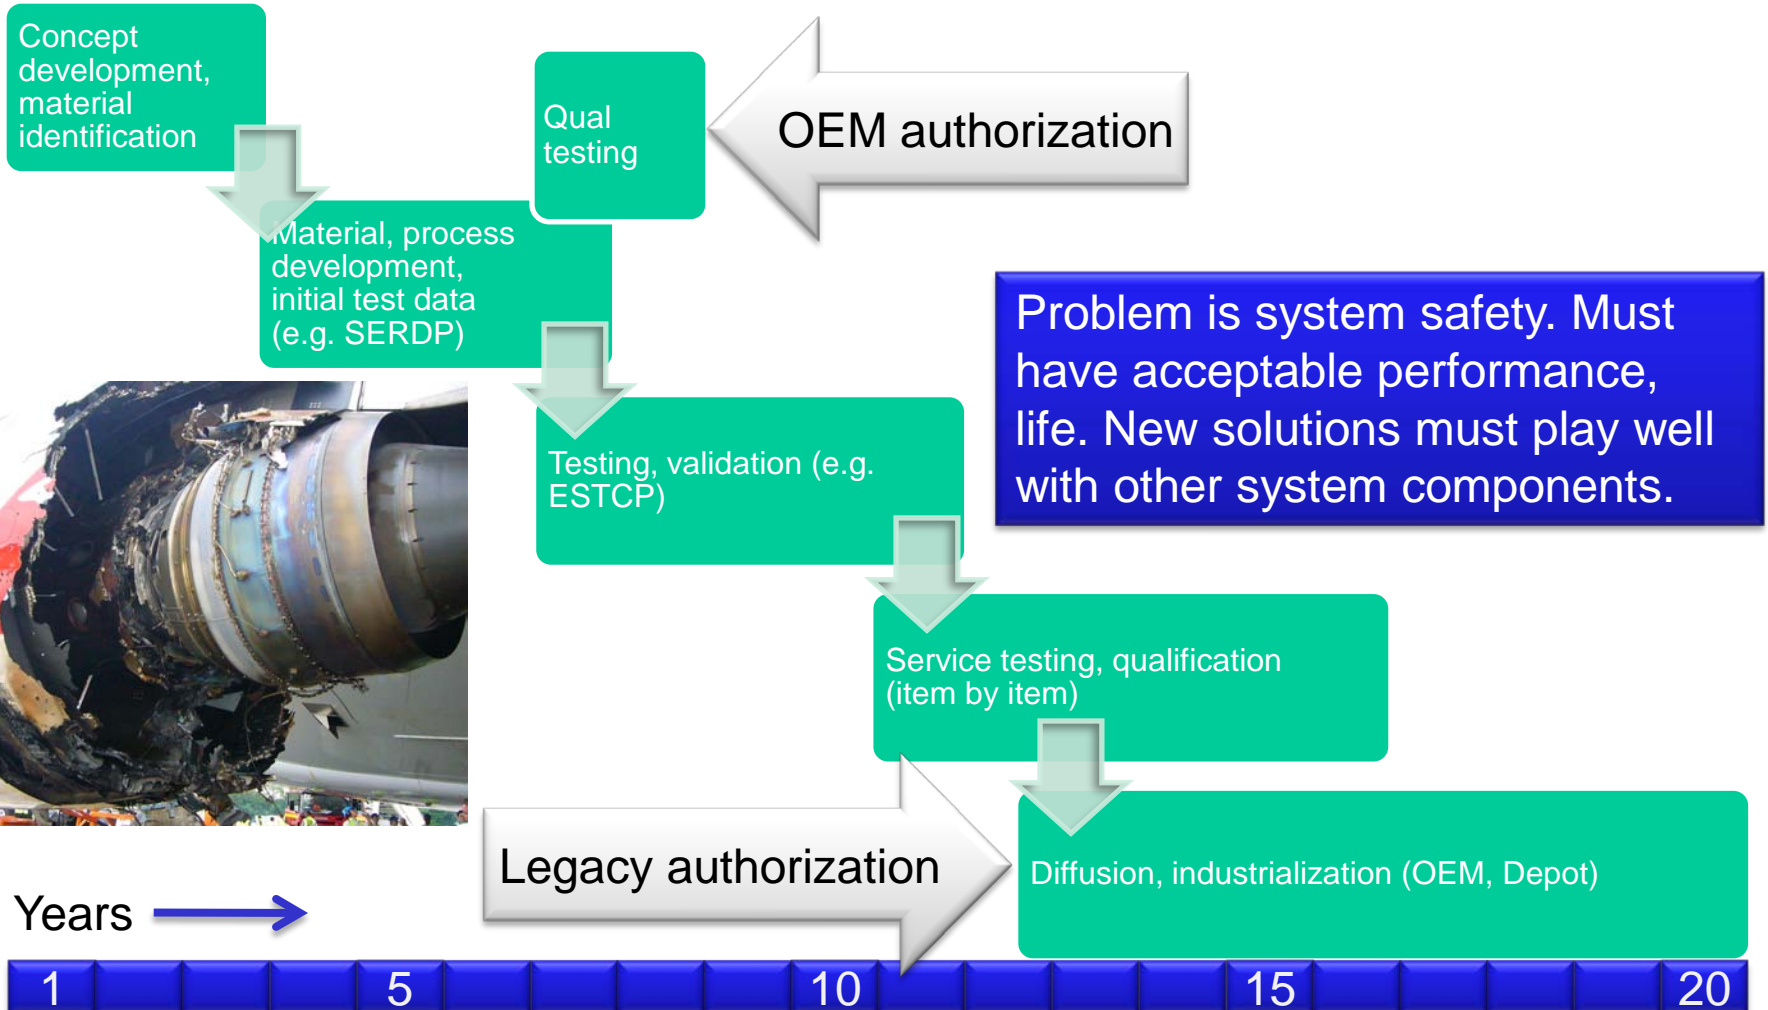 Concept
development,
material
identification
Qual
testing
OEM authorization
Material, process
development,
initial test data
(e.g. SERDP)
Problem is system safety. Must
have acceptable performance,
life. New solutions must play well
with other system components.
Testing, validation (e.g.
ESTCP)
Service testing, qualification
(item by item)
Legacy authorization
Diffusion, industrialization (OEM, Depot)
Years
1 5 10 15 20